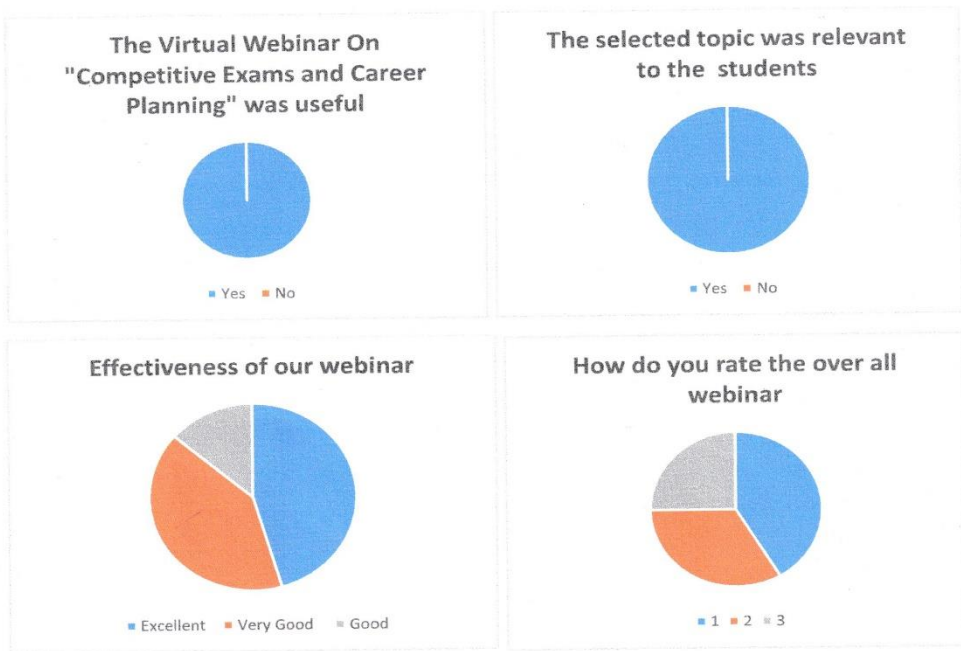 The Virtual Webinar On
"Competitive Exams and Career
Planning" was useful
Yes No
The selected topic was relevant
to the students
Yes No
Effectiveness of our webinar
Excellent Very Good Good
How do you rate the over all
webinar
1 2 3